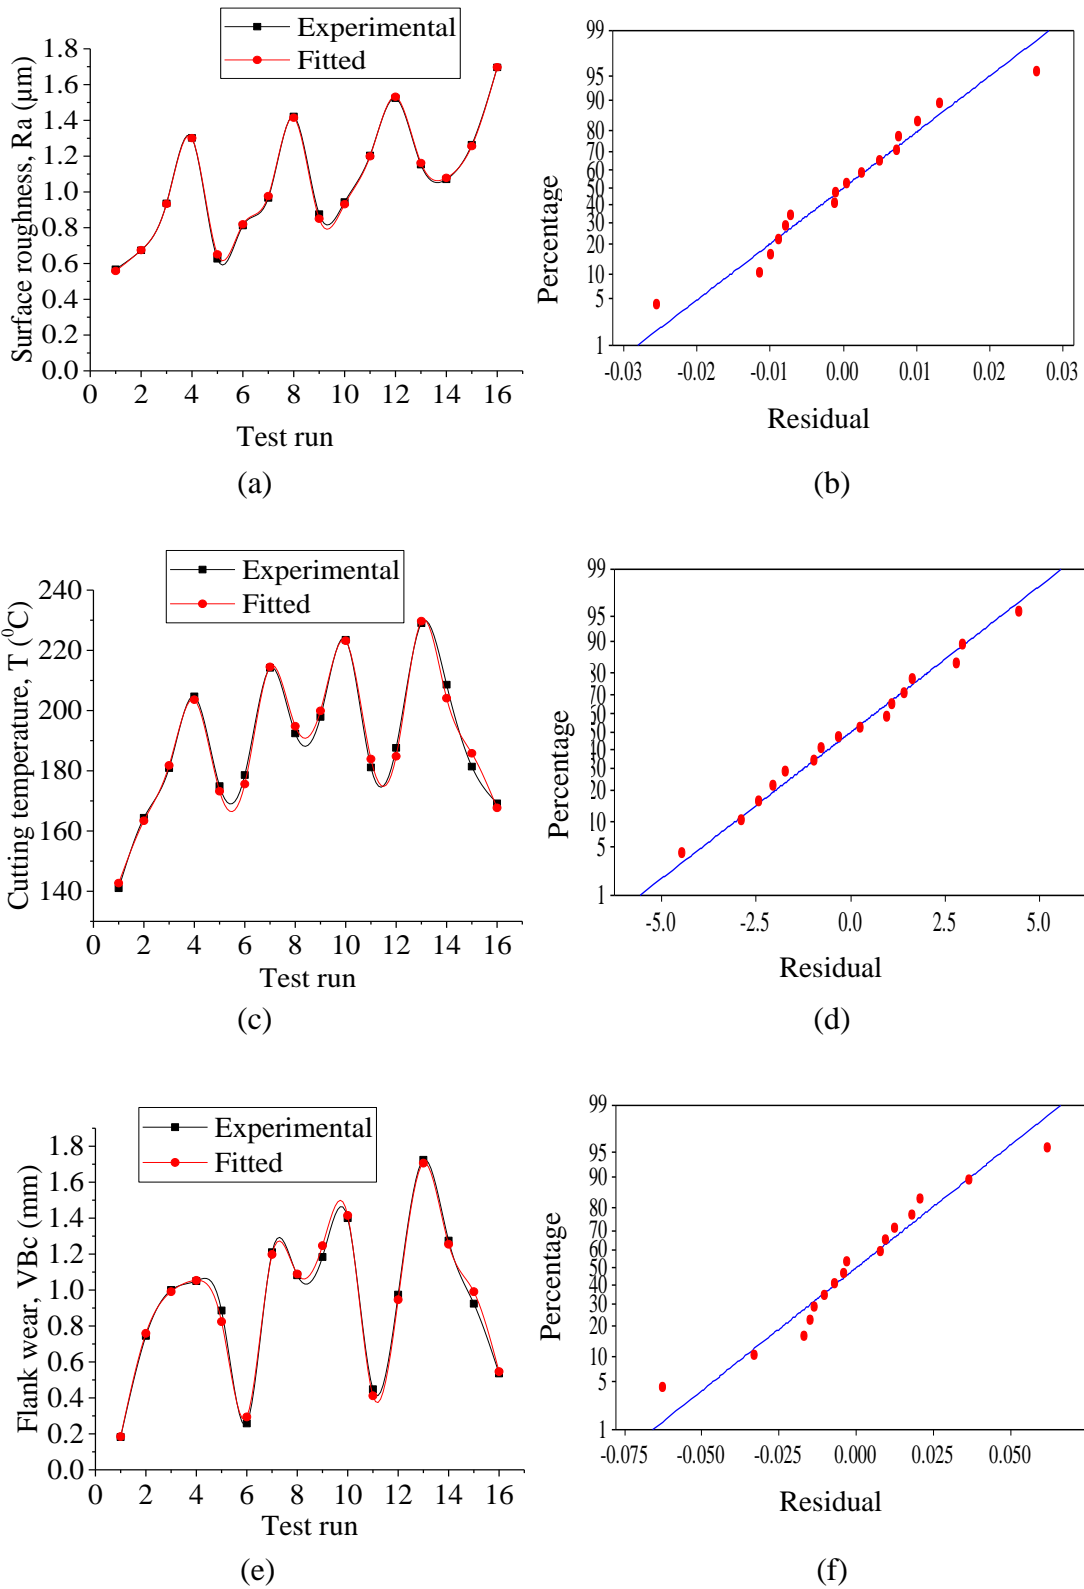 Experimental
Fitted
Surface roughness, Ra (μm)
1.8
1.6
1.4
1.2
1.0
0.8
0.6
0.4
0.2
0.0
0 2 4 6 8 10 12 14 16
Test run
(a)
Percentage
99
95
90
80
70
60
50
40
30
20
10
5
1
-0.03 -0.02 -0.01 0.00 0.01 0.02 0.03
Residual
(b)
Experimental
Fitted
Cutting temperature, T (⁰C)
240
220
200
180
160
140
0 2 4 6 8 10 12 14 16
Test run
(c)
Percentage
99
95
90
80
70
60
50
40
30
20
10
5
1
-5.0 -2.5 0.0 2.5 5.0
Residual
(d)
Experimental
Fitted
Flank wear, VBc (mm)
1.8
1.6
1.4
1.2
1.0
0.8
0.6
0.4
0.2
0.0
0 2 4 6 8 10 12 14 16
Test run
(e)
Percentage
99
95
90
80
70
60
50
40
30
20
10
5
1
-0.075 -0.050 -0.025 0.000 0.025 0.050
Residual
(f)